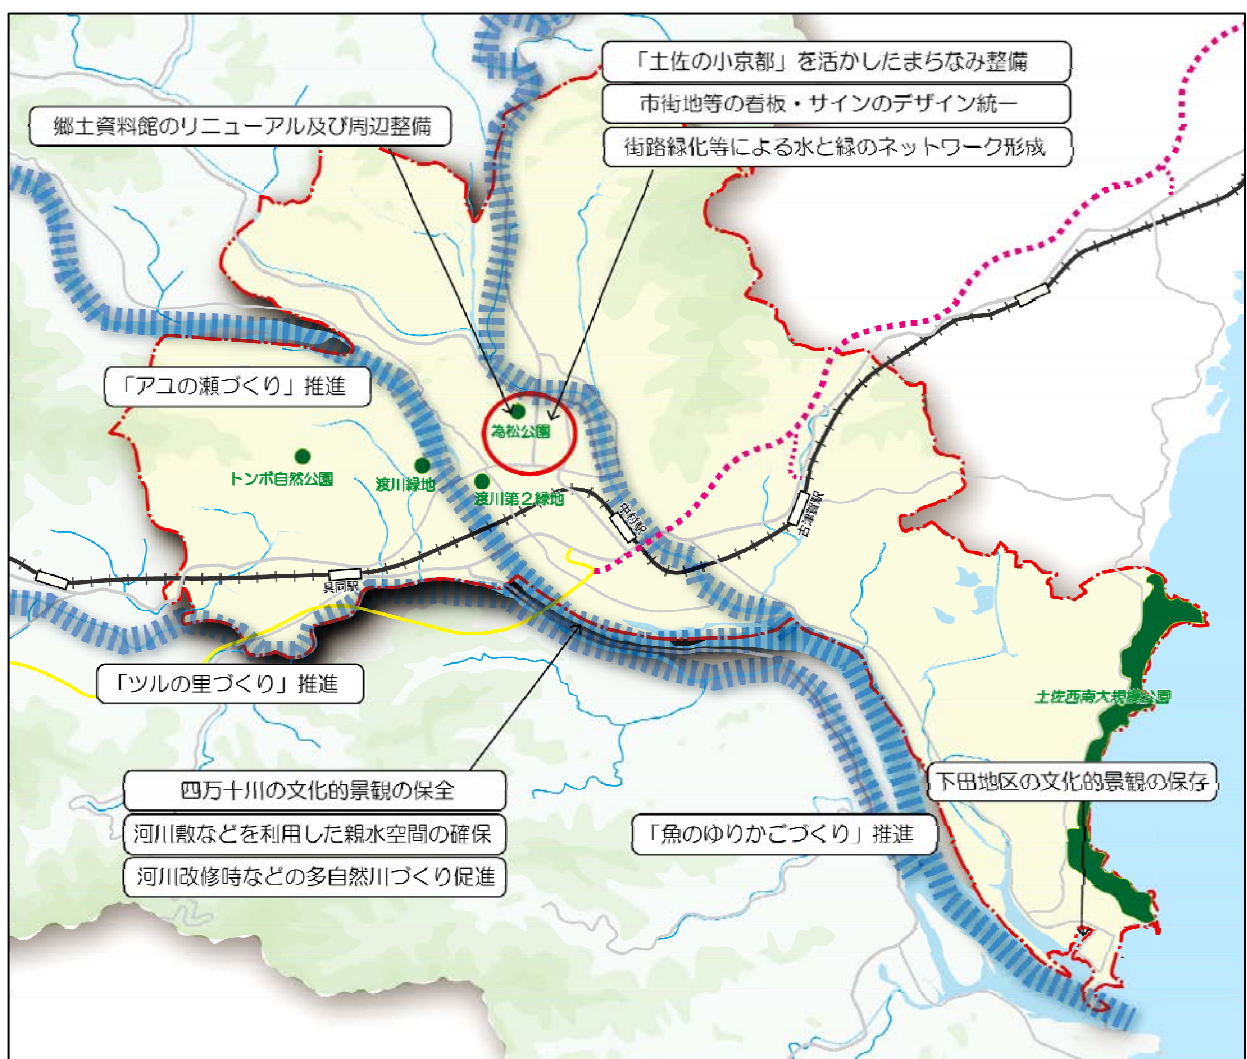 「土佐の小京都」を活かしたまちなみ整備
市街地等の看板・サインのデザイン統一
街路緑化等による水と緑のネットワーク形成
郷土資料館のリニューアル及び周辺整備
「アユの瀬づくり」推進
為松公園
トンボ自然公園
渡川緑地
渡川第2緑地
中村駅
古津賀駅
具同駅
「ツルの里づくり」推進
土佐西南大規模公園
四万十川の文化的景観の保全
河川敷などを利用した親水空間の確保
河川改修時などの多自然川づくり促進
下田地区の文化的景観の保存
「魚のゆりかごづくり」推進